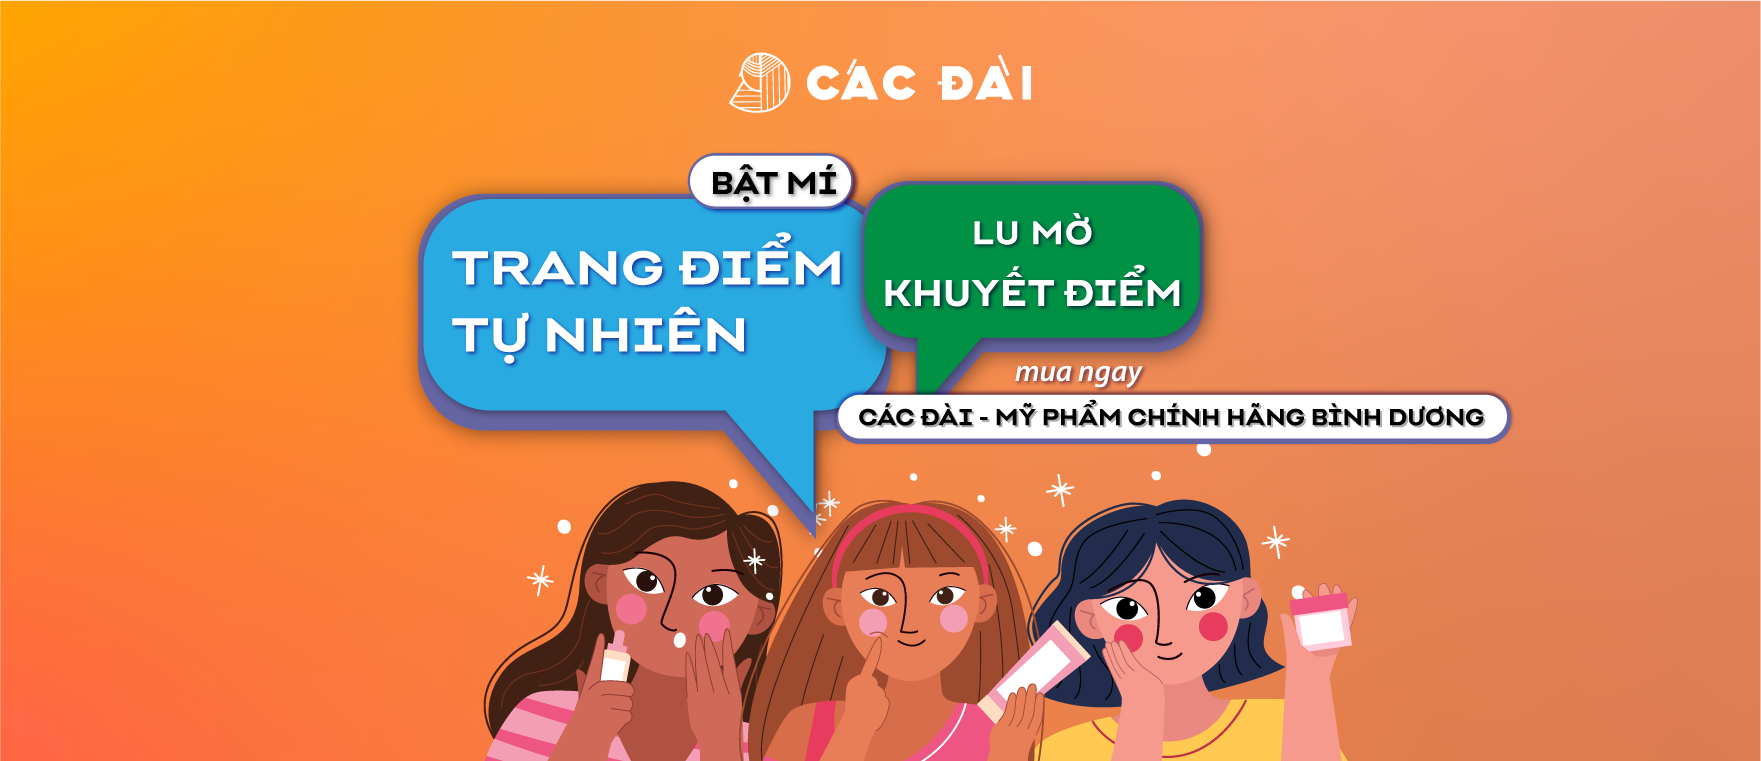 CÁC ĐÀI
BẬT MÍ
TRANG ĐIỂM
TỰ NHIÊN
LU MỜ
KHUYẾT ĐIỂM
mua ngay
CÁC ĐÀI - MỸ PHẨM CHÍNH HÃNG BÌNH DƯƠNG